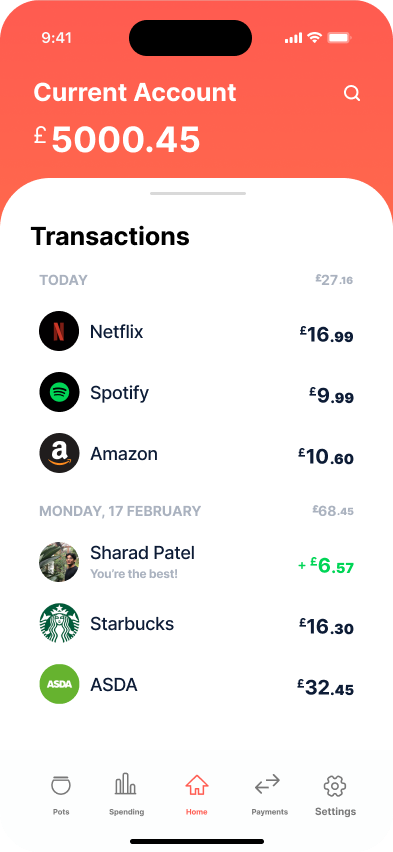 9:41
Current Account
£5000.45
Transactions
TODAY £27.16
Netflix £16.99
Spotify £9.99
a Amazon £10.60
MONDAY, 17 FEBRUARY £68.45
Sharad Patel + £6.57
You're the best!
Starbucks £16.30
ASDA ASDA £32.45
Pots Spending Home Payments Settings